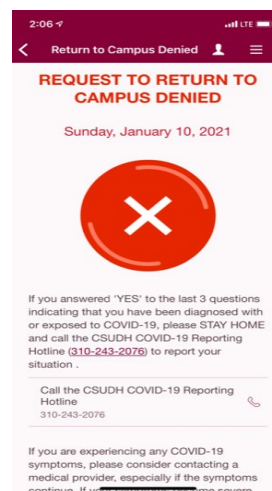 2:06
LTE
Return to Campus Denied
REQUEST TO RETURN TO
CAMPUS DENIED
Sunday, January 10, 2021
If you answered 'YES' to the last 3 questions
indicating that you have been diagnosed with
or exposed to COVID-19, please STAY HOME
and call the CSUDH COVID-19 Reporting
Hotline (310-243-2076) to report your
situation .
Call the CSUDH COVID-19 Reporting
Hotline
310-243-2076
If you are experiencing any COVID-19
symptoms, please consider contacting a
medical provider, especially if the symptoms
continue. If severe